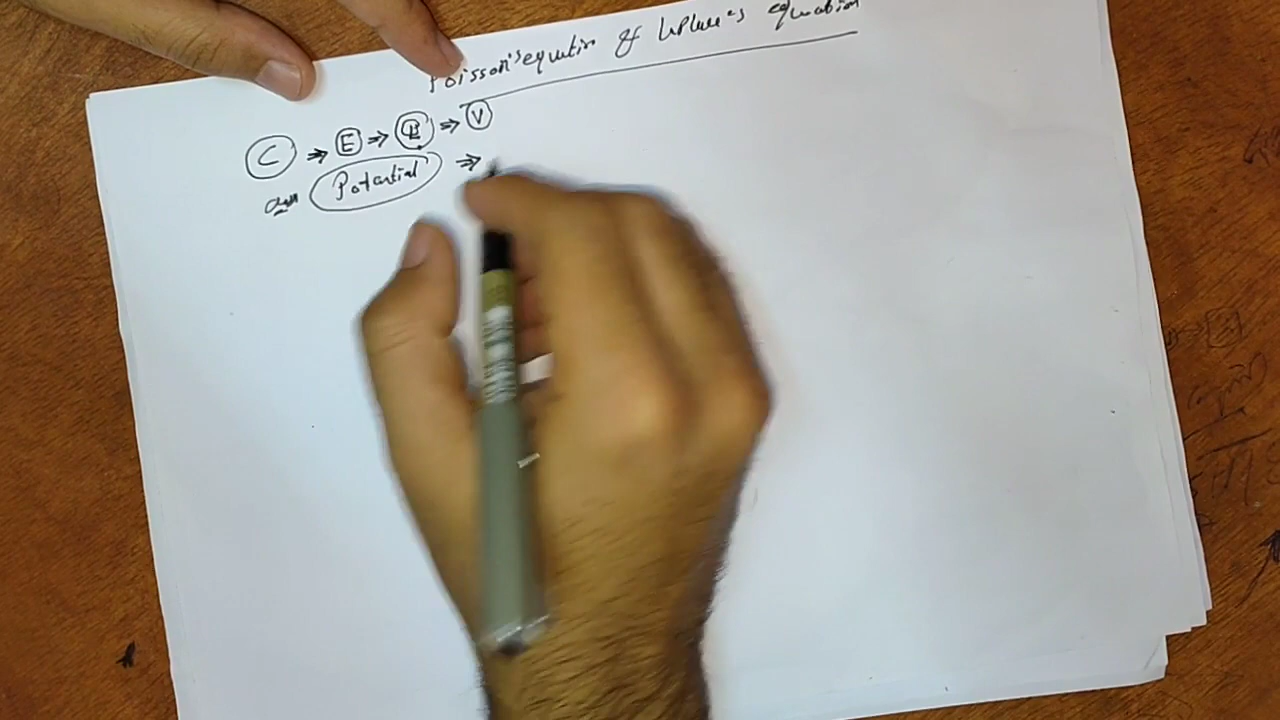 Poisson's equation & Laplace's equation
C ⇒ E ⇒ ⇒ V
Potential ⇒